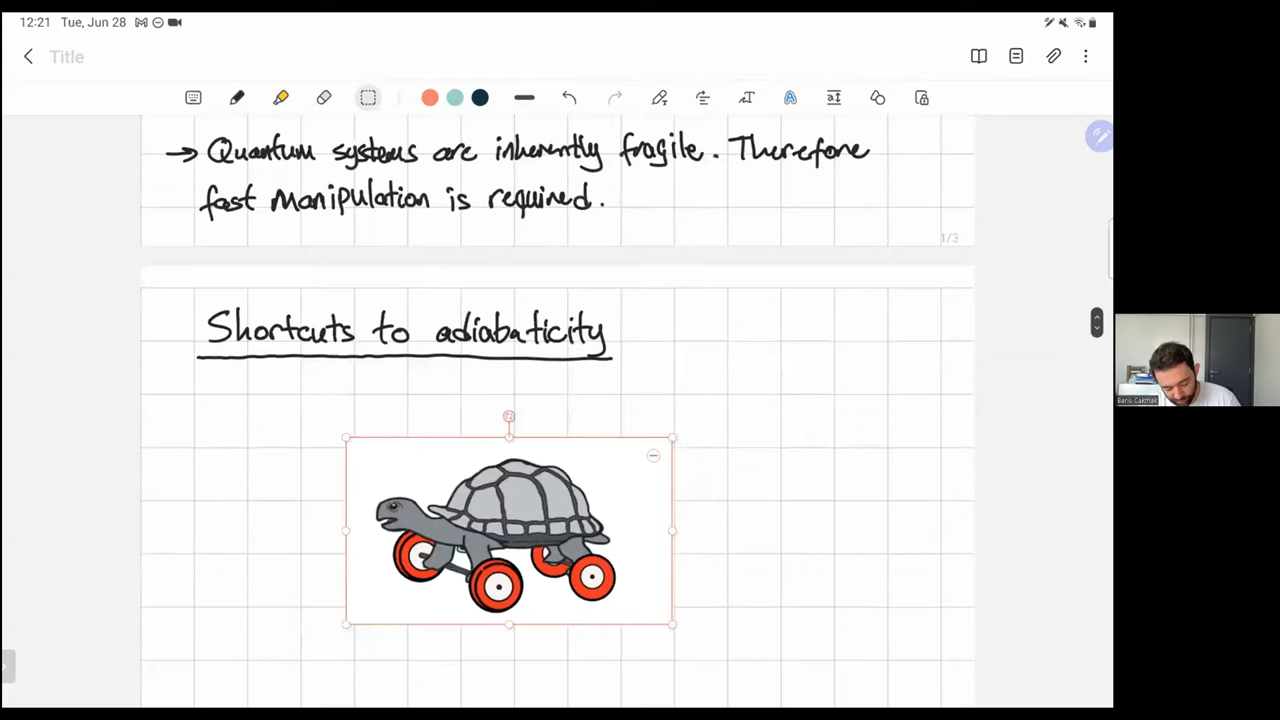 12:21 Tue, Jun 28
Title
→ Quantum systems are inherently fragile. Therefore
fast manipulation is required.
1/3
Shortcuts to adiabaticity
Baris Cakmak